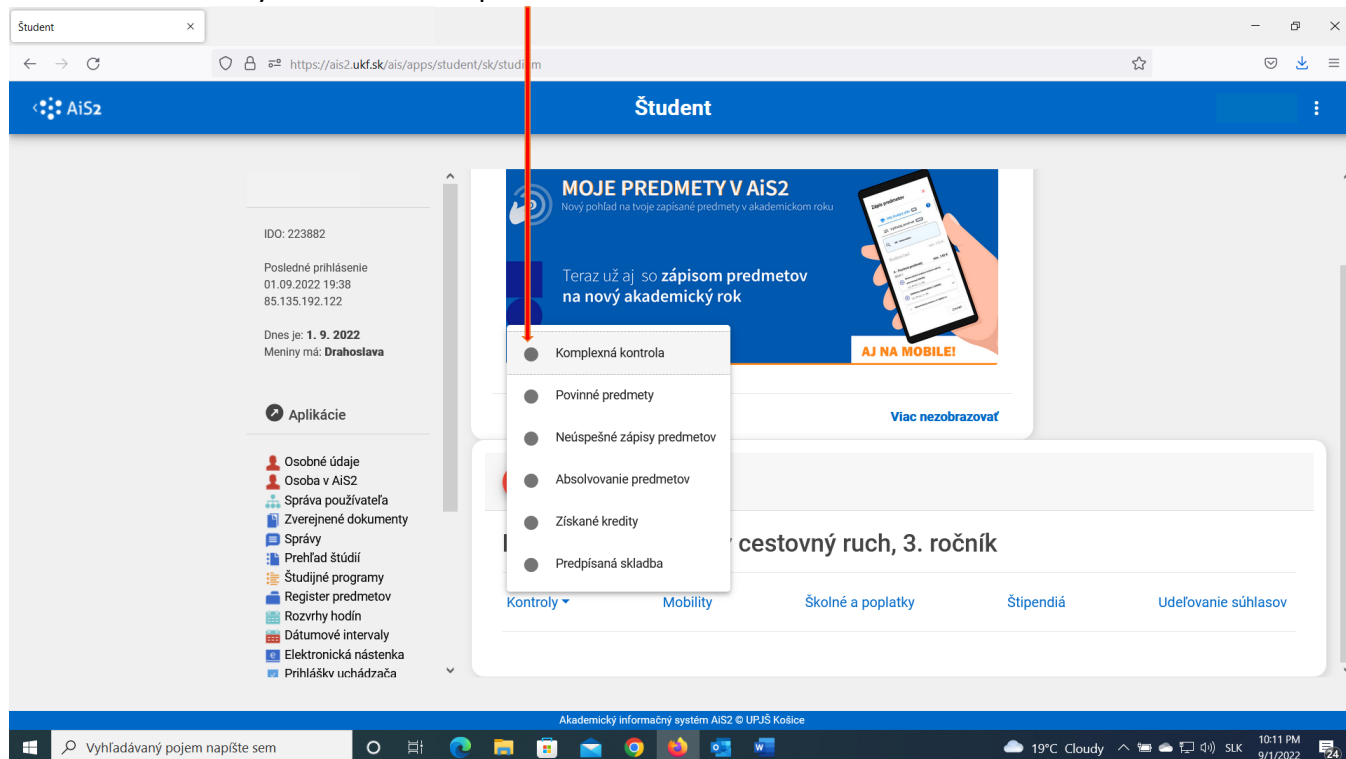 Študent
https://ais2.ukf.sk/ais/apps/student/sk/studium
AiS2
Študent
IDO: 223882
Posledné prihlásenie
01.09.2022 19:38
85.135.192.122
Dnes je: 1. 9. 2022
Meniny má: Drahoslava
Aplikácie
Osobné údaje
Osoba v AiS2
Správa používateľa
Zverejnené dokumenty
Správy
Prehľad štúdií
Študijné programy
Register predmetov
Rozvrhy hodín
Dátumové intervaly
Elektronická nástenka
Prihlášky uchádzača
MOJE PREDMETY V AiS2
Nový pohľad na tvoje zapísané predmety v akademickom roku
Teraz už aj so zápisom predmetov
na nový akademický rok
Zápis predmetov
AJ NA MOBILE!
Viac nezobrazovať
Komplexná kontrola
Povinné predmety
Neúspešné zápisy predmetov
Absolvovanie predmetov
Získané kredity
Predpísaná skladba
cestovný ruch, 3. ročník
Kontroly
Mobility
Školné a poplatky
Štipendiá
Udeľovanie súhlasov
Akademický informačný systém AiS2 © UPJŠ Košice
Vyhľadávaný pojem napíšte sem
19°C Cloudy
SLK
10:11 PM
9/1/2022
24